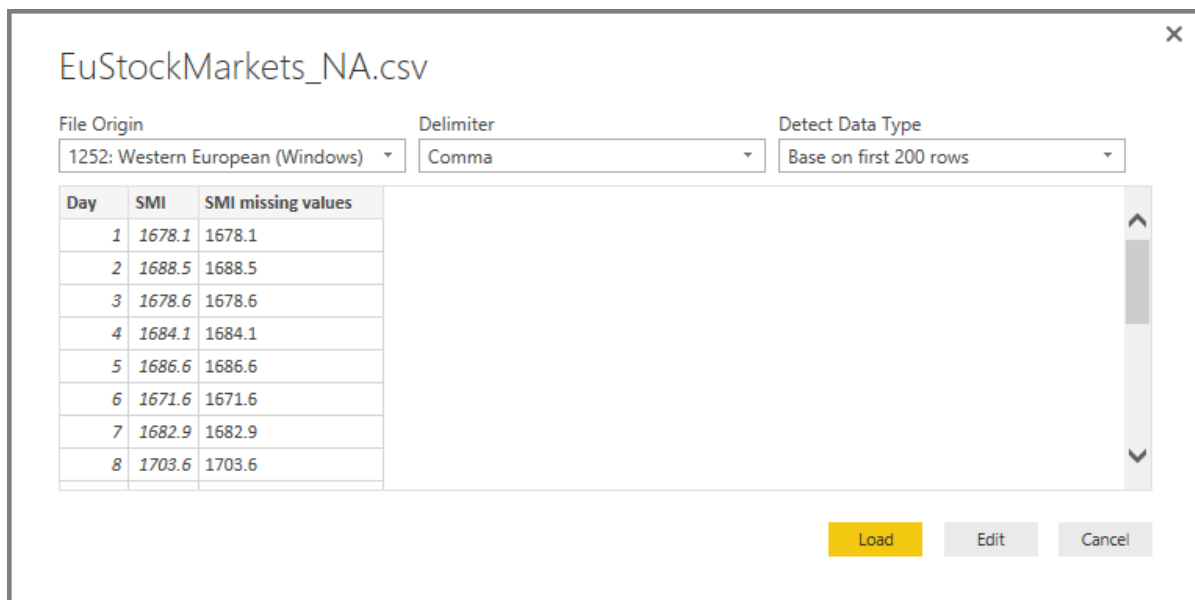 EuStockMarkets_NA.csv
File Origin Delimiter Detect Data Type
1252: Western European (Windows) Comma Base on first 200 rows
Day SMI SMI missing values
1 1678.1 1678.1
2 1688.5 1688.5
3 1678.6 1678.6
4 1684.1 1684.1
5 1686.6 1686.6
6 1671.6 1671.6
7 1682.9 1682.9
8 1703.6 1703.6
Load Edit Cancel